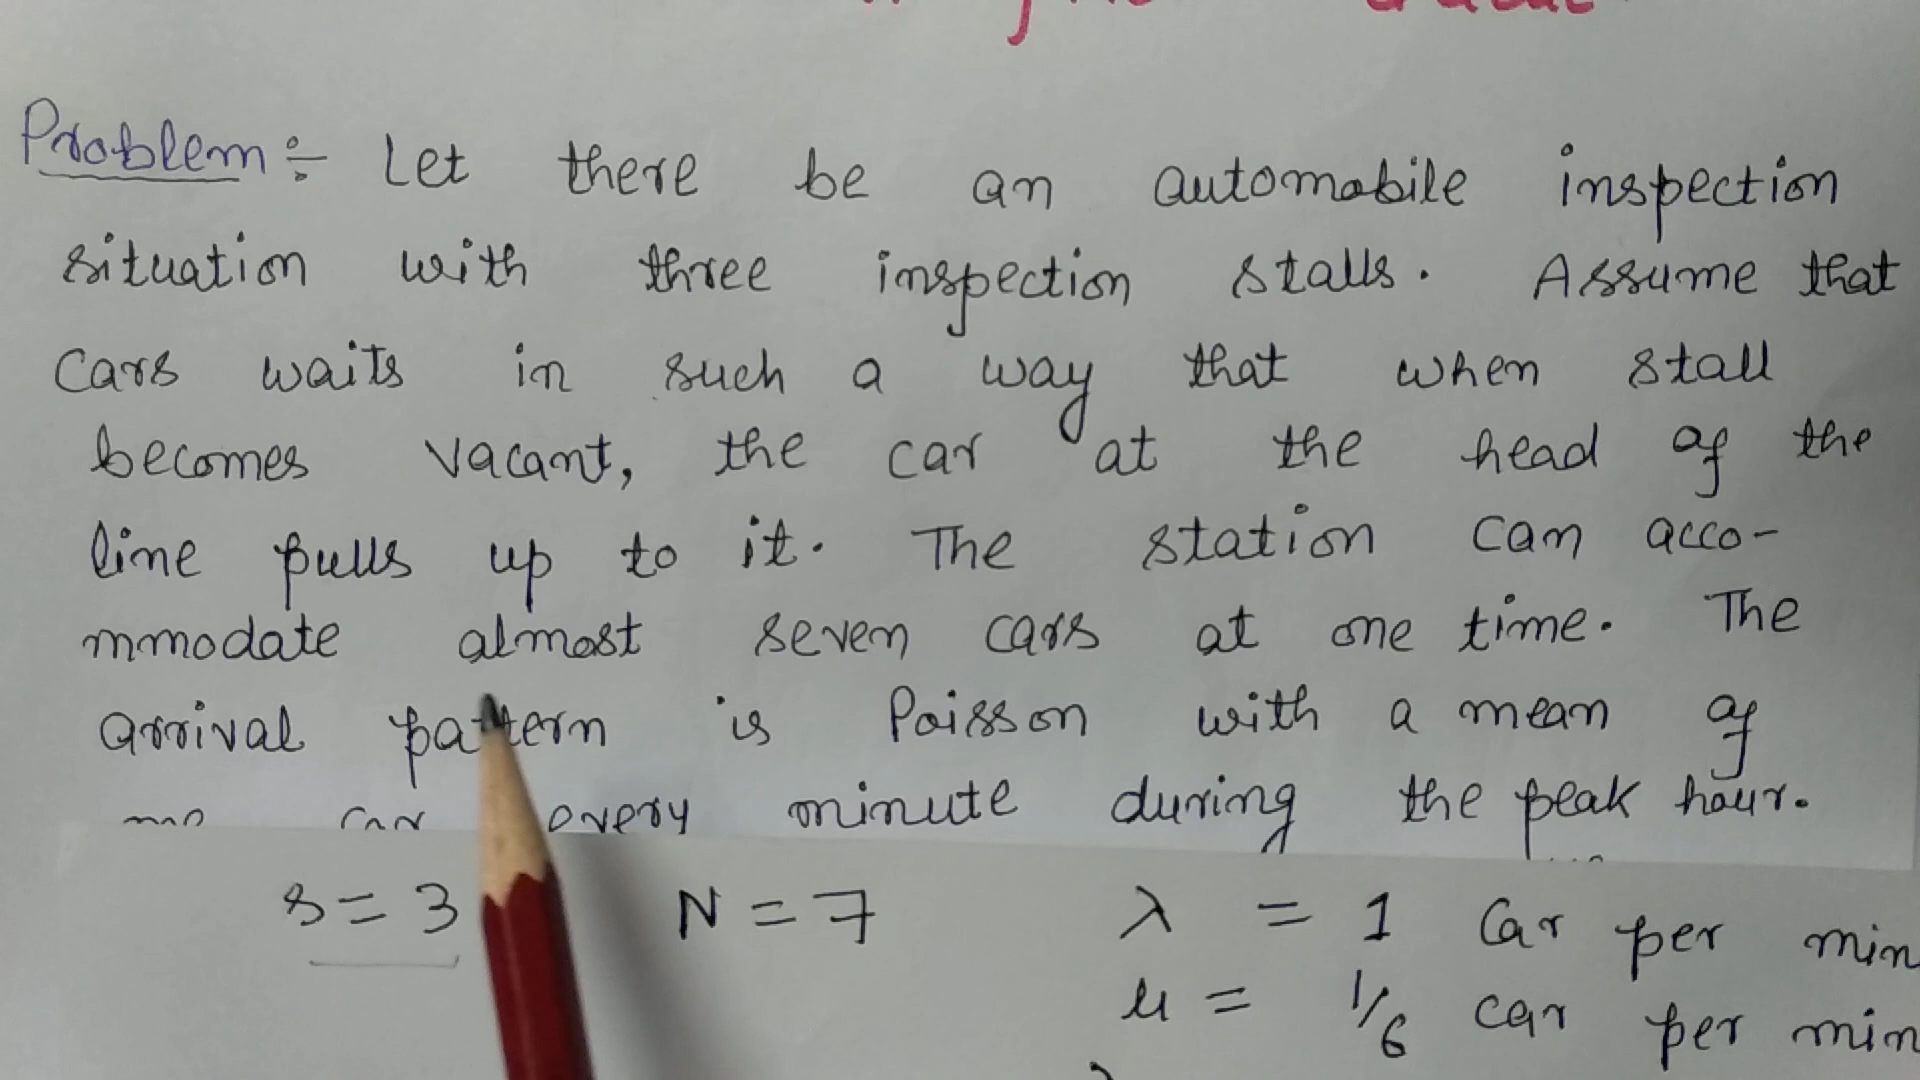 Problem :- Let there be an automobile inspection
situation with three inspection stalls. Assume that
cars waits in such a way that when stall
becomes vacant, the car at the head of the
line pulls up to it. The station can acco-
mmodate almost seven cars at one time. The
arrival pattern is Poisson with a mean of
car every minute during the peak hour.
s = 3 N = 7 λ = 1 Car per min
μ = 1/6 car per min